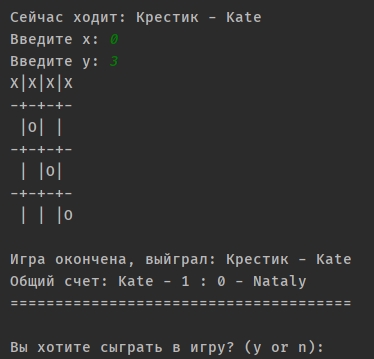 Сейчас ходит: Крестик - Kate
Введите x: 0
Введите y: 3
X|X|X|X
-+-+-+-
 |O| |
-+-+-+-
 | |O|
-+-+-+-
 | | |O
Игра окончена, выйграл: Крестик - Kate
Общий счет: Kate - 1 : 0 - Nataly
======================================
Вы хотите сыграть в игру? (y or n):